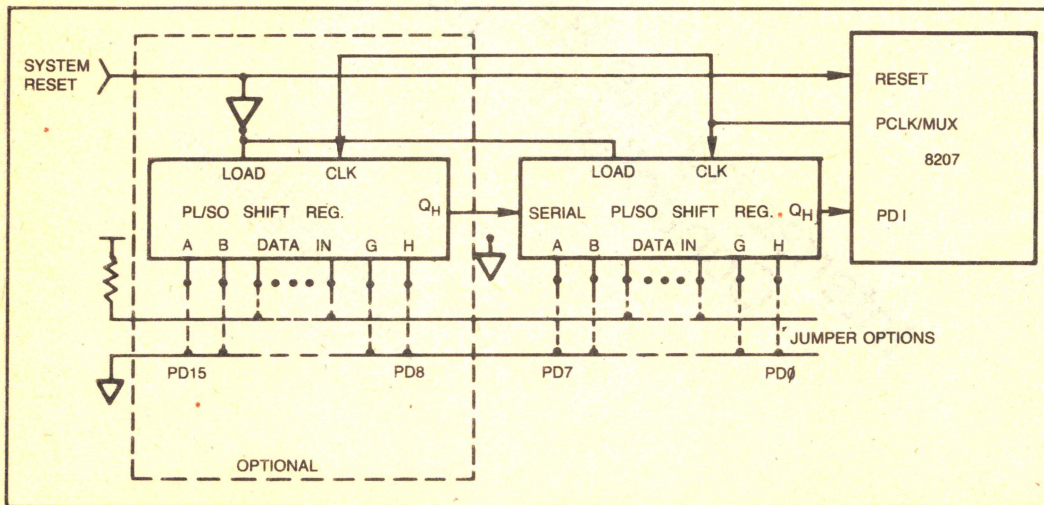 SYSTEM
RESET
RESET
PCLK/MUX
8207
PDI
LOAD CLK
PL/SO SHIFT REG. QH
A B DATA IN G H
LOAD CLK
SERIAL PL/SO SHIFT REG. QH
A B DATA IN G H
JUMPER OPTIONS
PD15 PD8 PD7 PD0
OPTIONAL